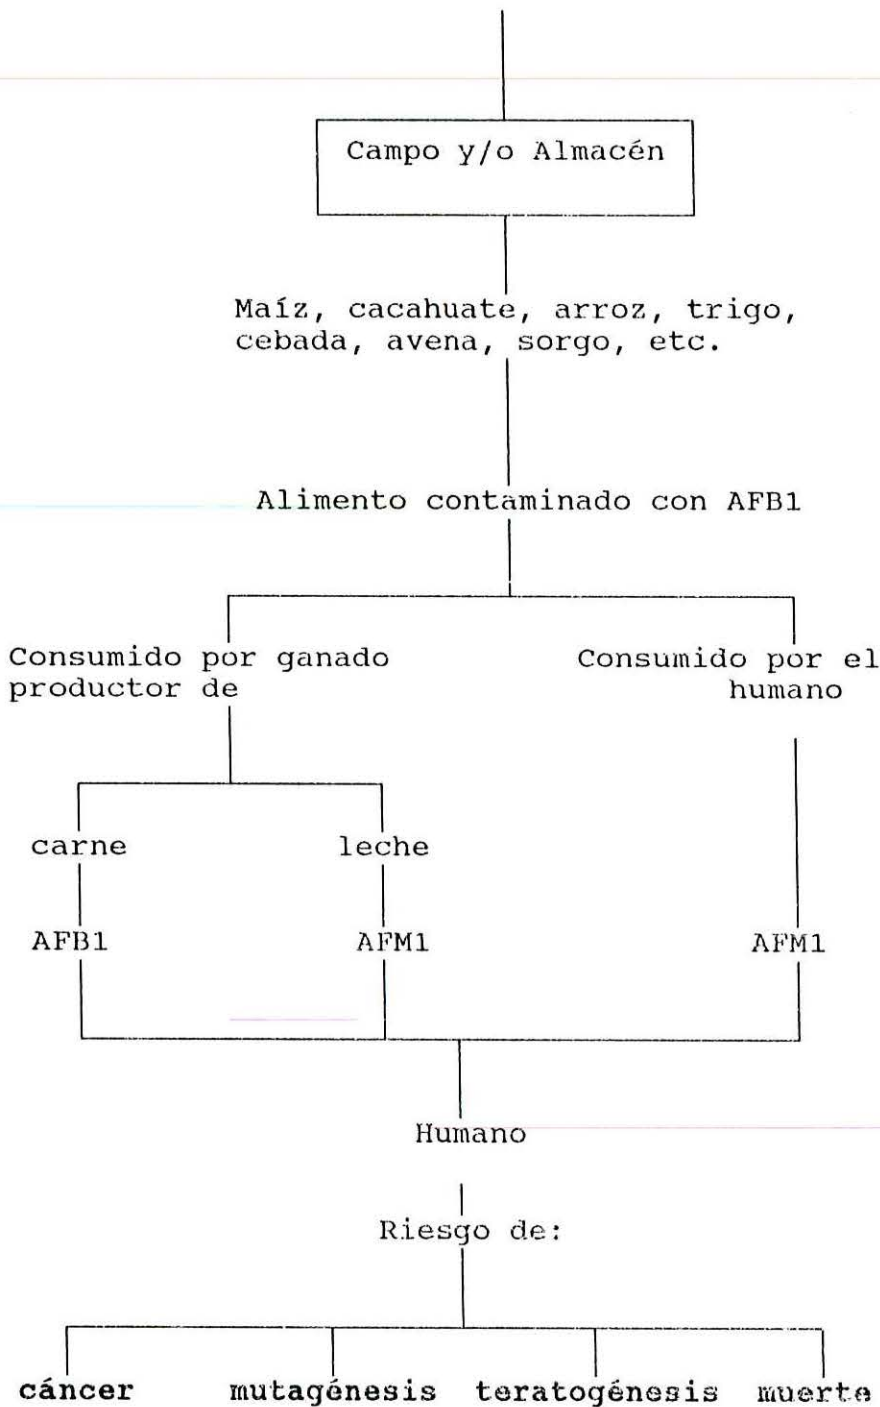 Campo y/o Almacén
Maíz, cacahuate, arroz, trigo,
cebada, avena, sorgo, etc.
Alimento contaminado con AFB1
Consumido por ganado
productor de
Consumido por el
humano
carne
leche
AFB1
AFM1
AFM1
Humano
Riesgo de:
cáncer
mutagénesis
teratogénesis
muerte